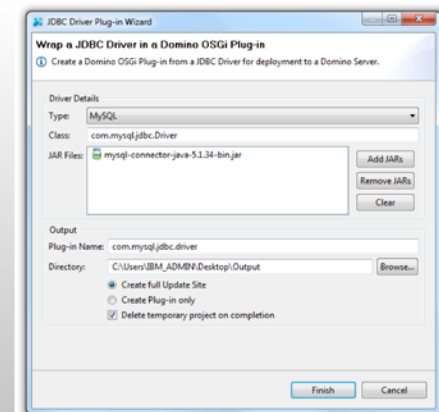 JDBC Driver Plug-in Wizard
Wrap a JDBC Driver in a Domino OSGi Plug-in
Create a Domino OSGi Plug-in from a JDBC Driver for deployment to a Domino Server.
Driver Details
Type: MySQL
Class: com.mysql.jdbc.Driver
JAR Files: mysql-connector-java-5.1.34-bin.jar
Add JARs
Remove JARs
Clear
Output
Plug-in Name: com.mysql.jdbc.driver
Directory: C:\Users\IBM_ADMIN\Desktop\Output Browse...
Create full Update Site
Create Plug-in only
Delete temporary project on completion
Finish Cancel